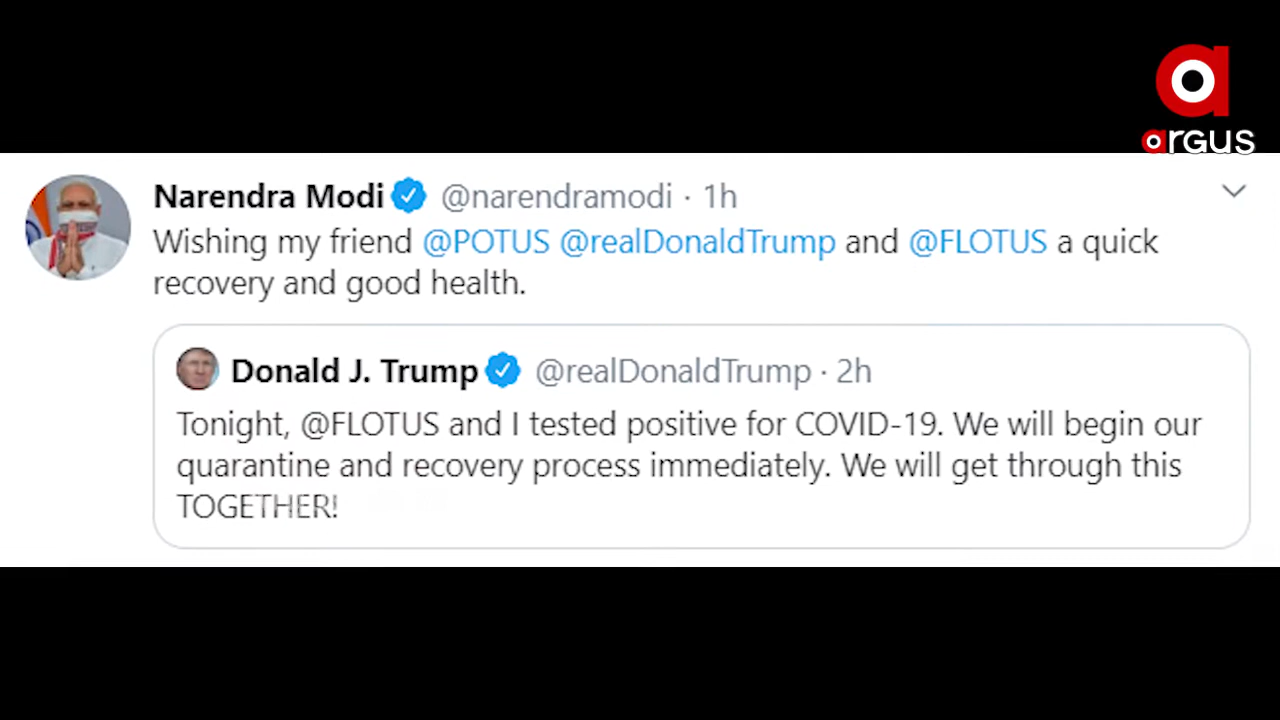 argus
Narendra Modi @narendramodi · 1h
Wishing my friend @POTUS @realDonaldTrump and @FLOTUS a quick
recovery and good health.
Donald J. Trump @realDonaldTrump · 2h
Tonight, @FLOTUS and I tested positive for COVID-19. We will begin our
quarantine and recovery process immediately. We will get through this
TOGETHER!